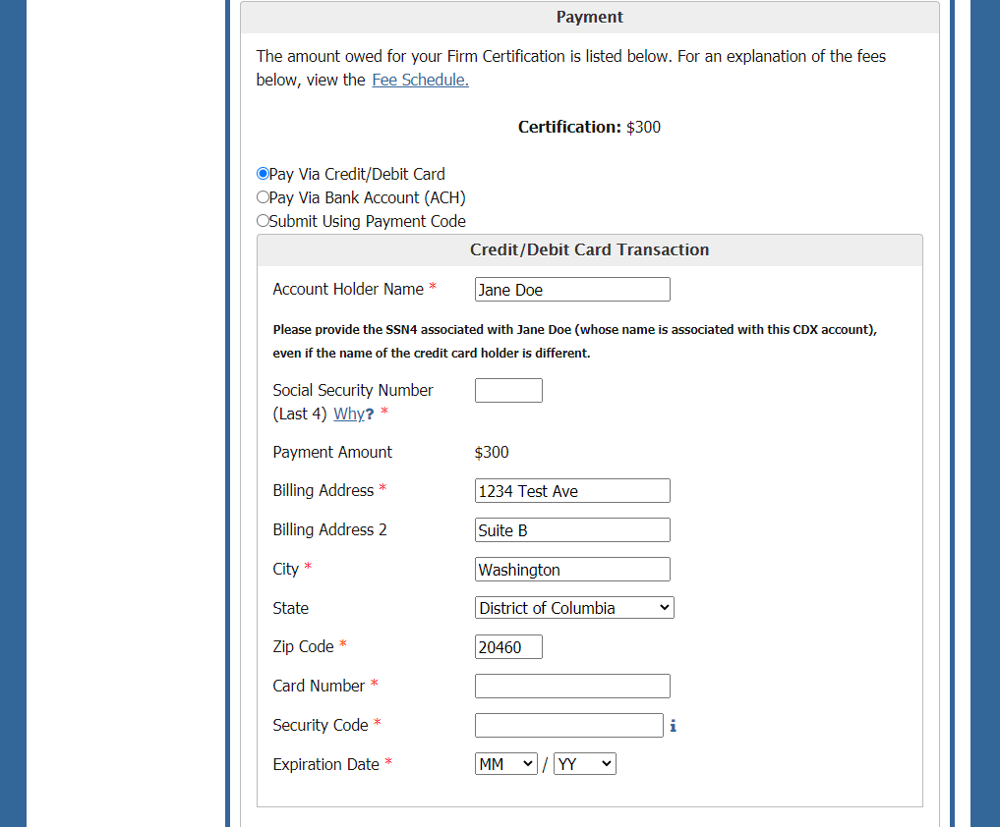 Payment
The amount owed for your Firm Certification is listed below. For an explanation of the fees
below, view the Fee Schedule.
Certification: $300
Pay Via Credit/Debit Card
Pay Via Bank Account (ACH)
Submit Using Payment Code
Credit/Debit Card Transaction
Account Holder Name * Jane Doe
Please provide the SSN4 associated with Jane Doe (whose name is associated with this CDX account),
even if the name of the credit card holder is different.
Social Security Number
(Last 4) Why? *
Payment Amount $300
Billing Address * 1234 Test Ave
Billing Address 2 Suite B
City * Washington
State District of Columbia
Zip Code * 20460
Card Number *
Security Code * i
Expiration Date * MM / YY